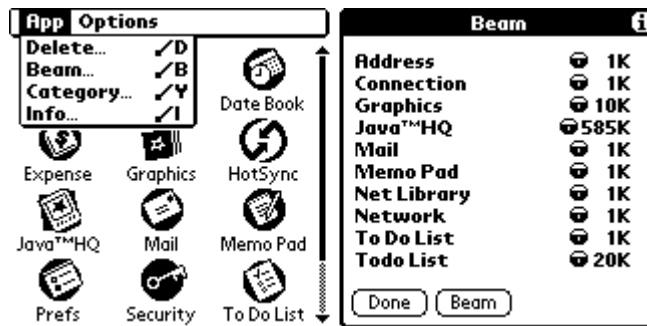 App Options
Delete... ✓D
Beam... ✓B
Category... ✓Y
Info... ✓I
Date Book
Expense Graphics HotSync
Java™HQ Mail Memo Pad
Prefs Security To Do List
Beam i
Address 1K
Connection 1K
Graphics 10K
Java™HQ 585K
Mail 1K
Memo Pad 1K
Net Library 1K
Network 1K
To Do List 1K
Todo List 20K
Done Beam